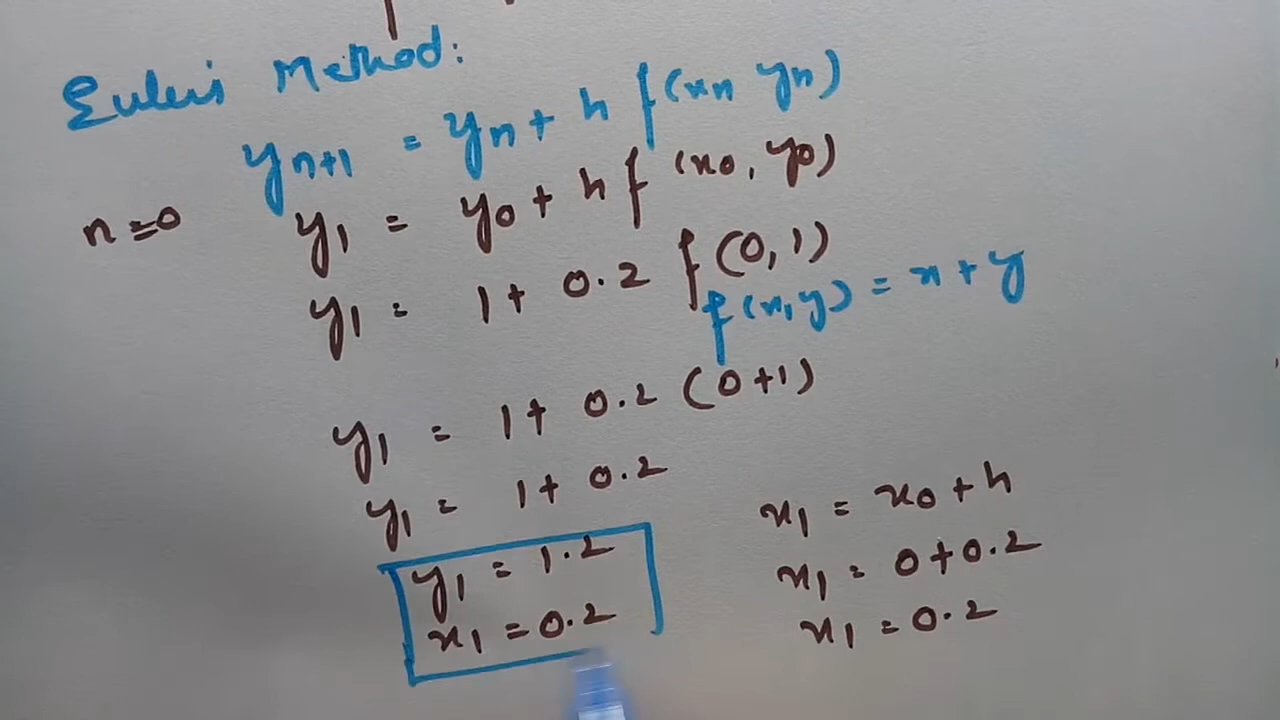 Euler's Method:
yn+1 = yn + h f(xn yn)
n=0 y1 = y0 + h f(x0, y0)
y1 = 1 + 0.2 f(0, 1)
f(x, y) = x + y
y1 = 1 + 0.2 (0+1)
y1 = 1 + 0.2
y1 = 1.2
x1 = 0.2
x1 = x0 + h
x1 = 0 + 0.2
x1 = 0.2